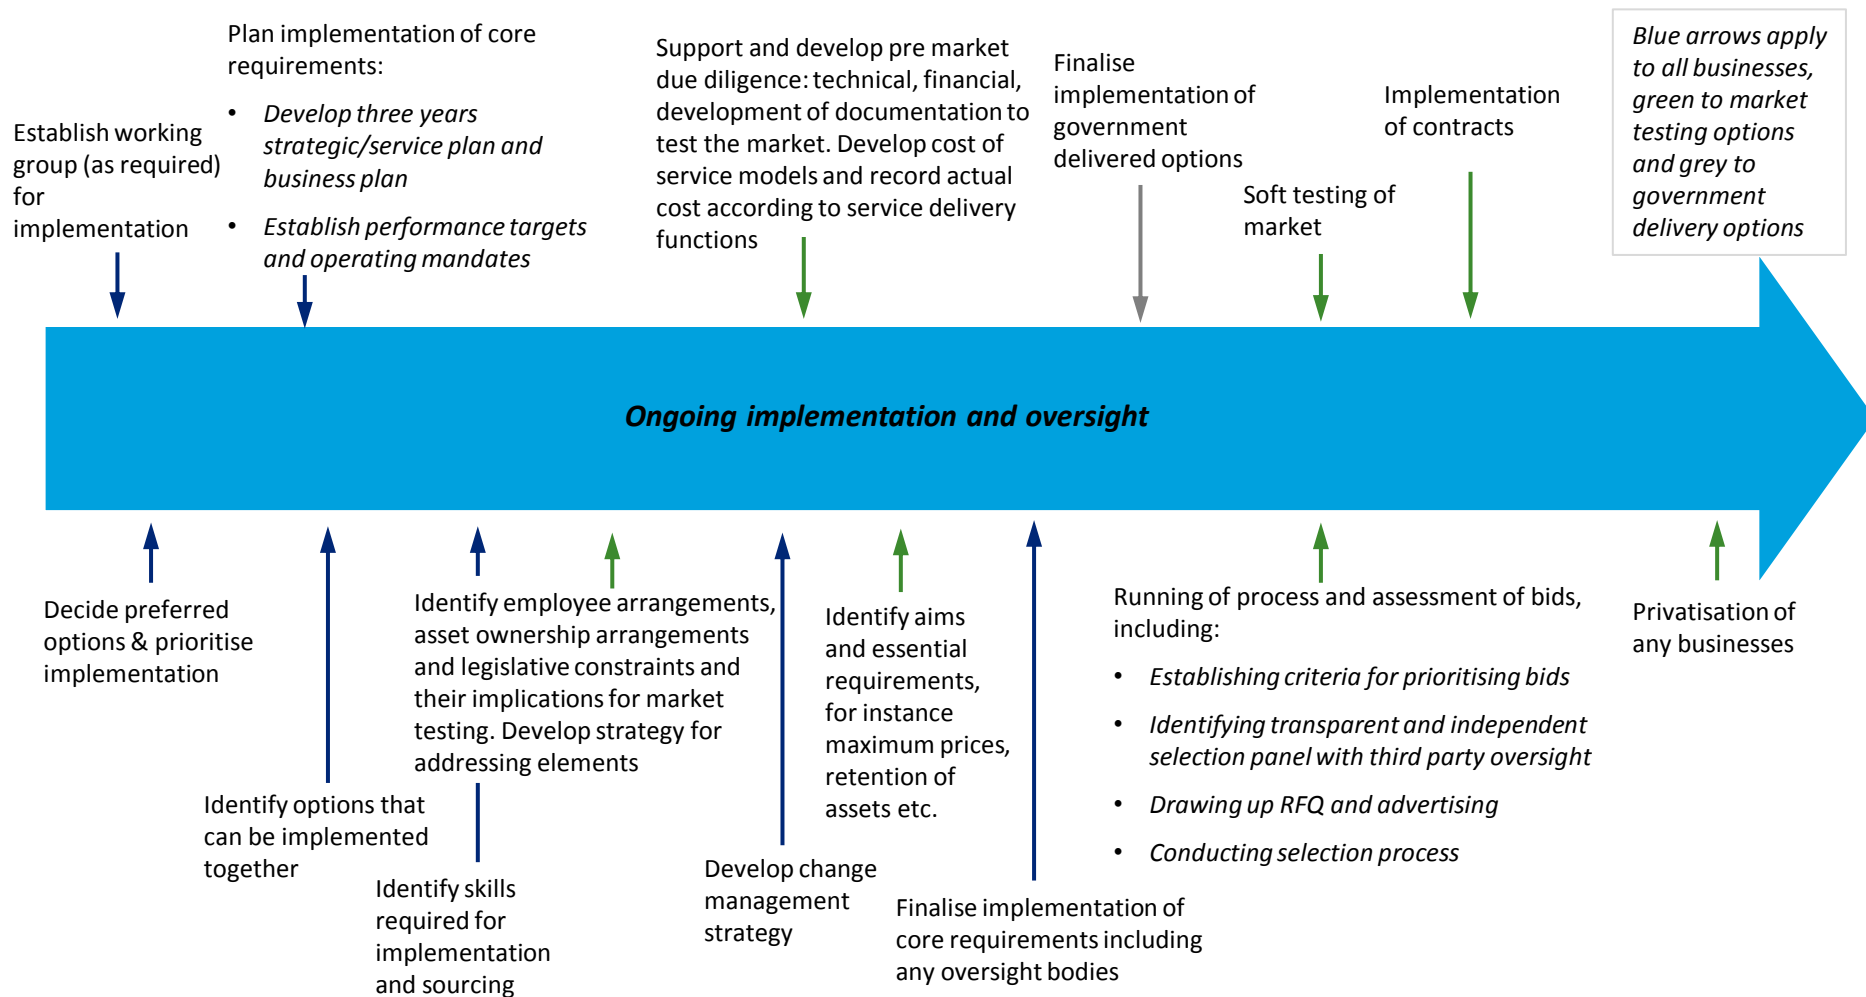 Establish working
group (as required)
for
implementation
Plan implementation of core
requirements:
• Develop three years
strategic/service plan and
business plan
• Establish performance targets
and operating mandates
Support and develop pre market
due diligence: technical, financial,
development of documentation to
test the market. Develop cost of
service models and record actual
cost according to service delivery
functions
Finalise
implementation of
government
delivered options
Soft testing of
market
Implementation
of contracts
Blue arrows apply
to all businesses,
green to market
testing options
and grey to
government
delivery options
Ongoing implementation and oversight
Decide preferred
options & prioritise
implementation
Identify options that
can be implemented
together
Identify employee arrangements,
asset ownership arrangements
and legislative constraints and
their implications for market
testing. Develop strategy for
addressing elements
Identify skills
required for
implementation
and sourcing
Develop change
management
strategy
Identify aims
and essential
requirements,
for instance
maximum prices,
retention of
assets etc.
Finalise implementation of
core requirements including
any oversight bodies
Running of process and assessment of bids,
including:
• Establishing criteria for prioritising bids
• Identifying transparent and independent
selection panel with third party oversight
• Drawing up RFQ and advertising
• Conducting selection process
Privatisation of
any businesses